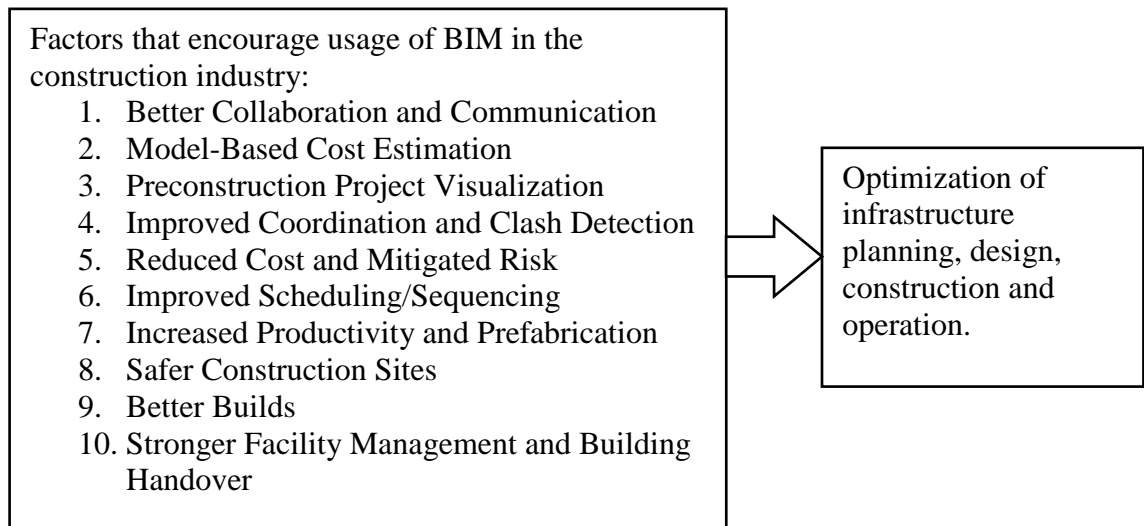 Factors that encourage usage of BIM in the
construction industry:
1. Better Collaboration and Communication
2. Model-Based Cost Estimation
3. Preconstruction Project Visualization
4. Improved Coordination and Clash Detection
5. Reduced Cost and Mitigated Risk
6. Improved Scheduling/Sequencing
7. Increased Productivity and Prefabrication
8. Safer Construction Sites
9. Better Builds
10. Stronger Facility Management and Building
Handover
Optimization of
infrastructure
planning, design,
construction and
operation.